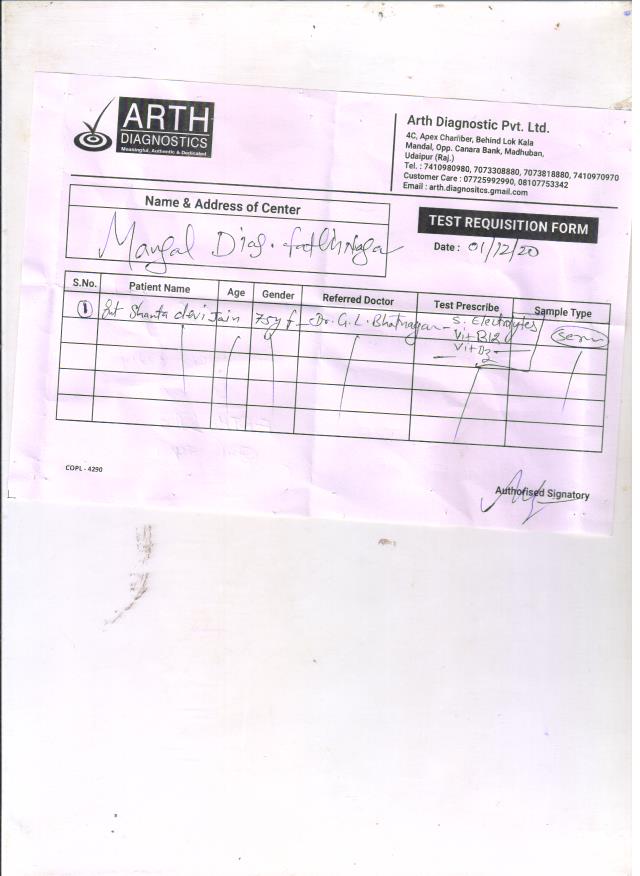 ARTH
DIAGNOSTICS
Meaningful, Authentic & Dedicated
Arth Diagnostic Pvt. Ltd.
4C, Apex Chamber, Behind Lok Kala
Mandal, Opp. Canara Bank, Madhuban,
Udaipur (Raj.)
Tel. : 7410980980, 7073308880, 7073818880, 7410970970
Customer Care : 07725992990, 08107753342
Email : arth.diagnositcs.gmail.com
Name & Address of Center
Mangal Diag. Fatehnagar
TEST REQUISITION FORM
Date : 01/12/20
S.No. Patient Name Age Gender Referred Doctor Test Prescribe Sample Type
1 Smt Shanta devi Jain 75y f Dr. G. L. Bhatnagar S. Electrolytes
Vit B12
Vit D3
Serum
COPL - 4290
Authorised Signatory